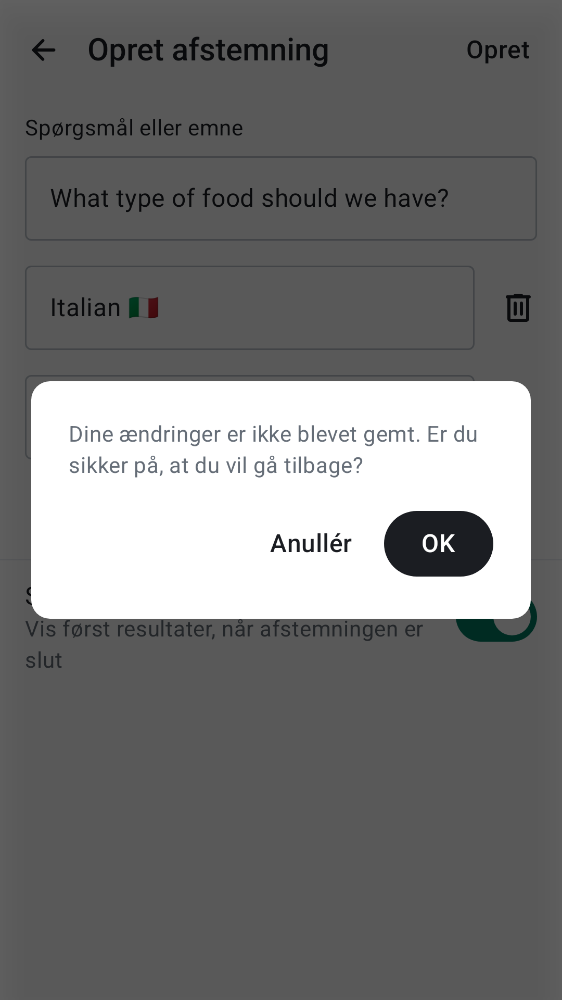 Opret afstemning
Opret
Spørgsmål eller emne
What type of food should we have?
Italian 🇮🇹
Dine ændringer er ikke blevet gemt. Er du
sikker på, at du vil gå tilbage?
Anullér
OK
Vis først resultater, når afstemningen er
slut